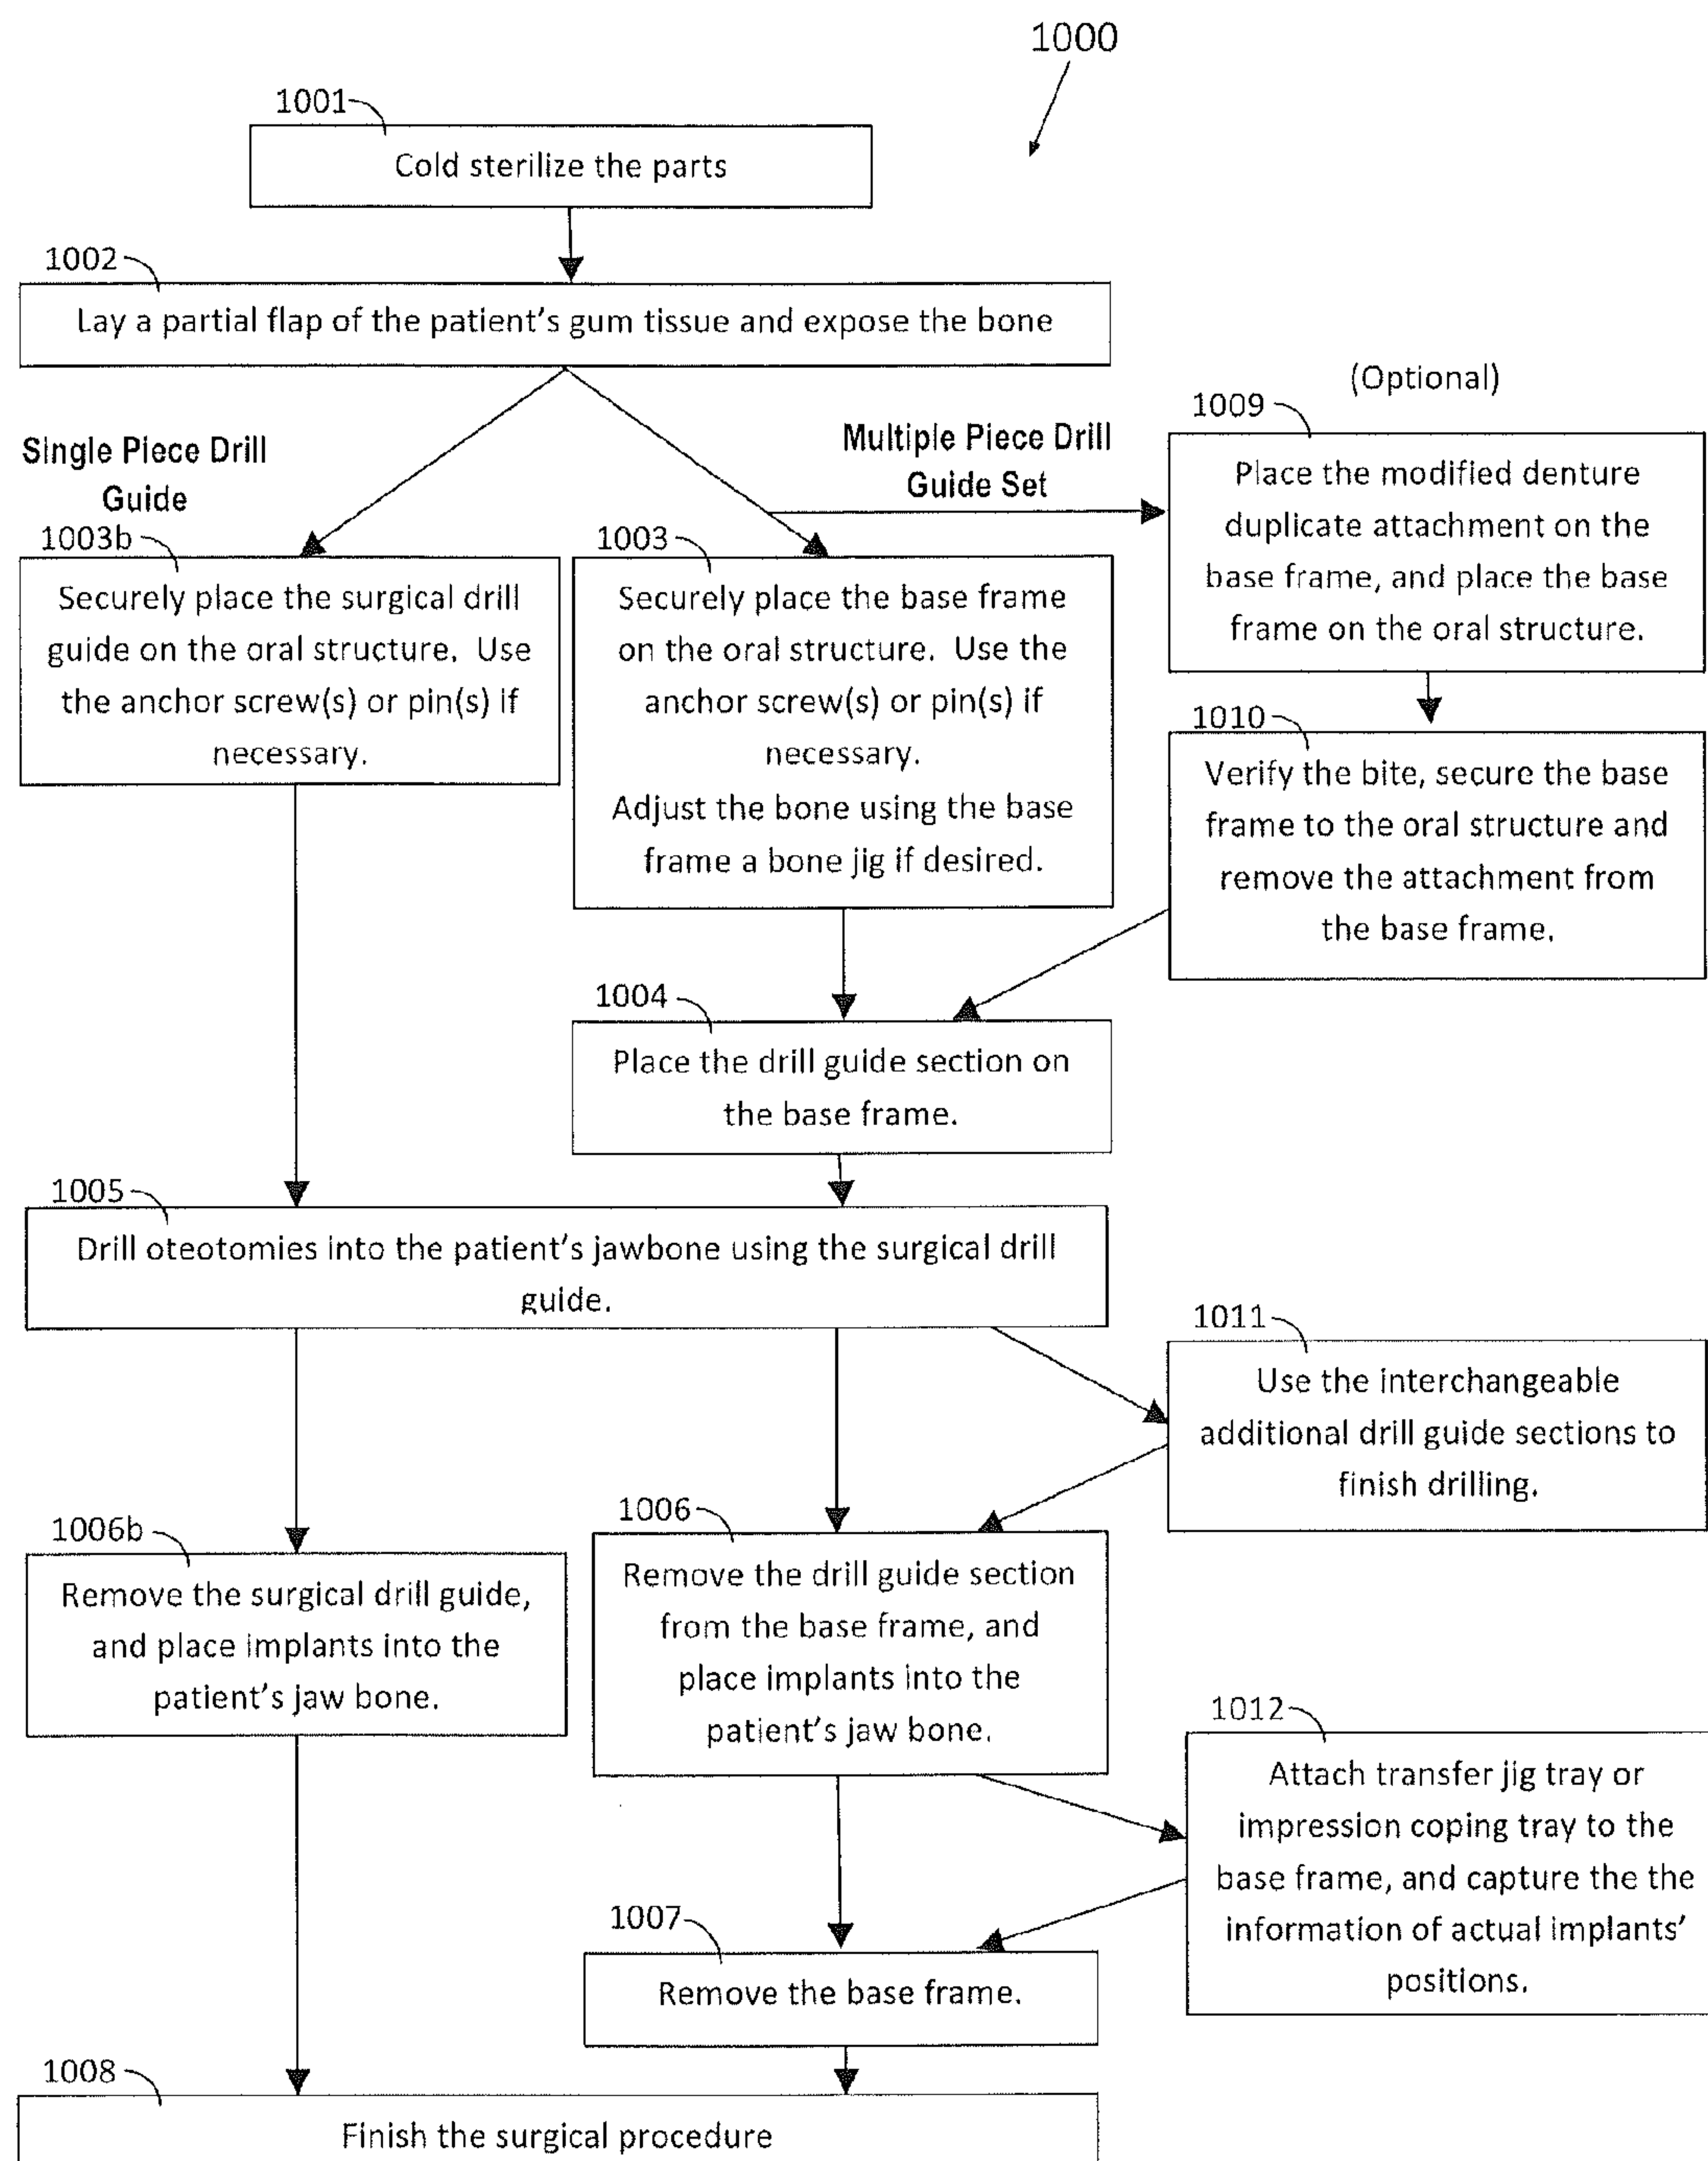 1000
1001
Cold sterilize the parts
1002
Lay a partial flap of the patient's gum tissue and expose the bone
Single Piece Drill
Guide
Multiple Piece Drill
Guide Set
(Optional)
1009
Place the modified denture
duplicate attachment on the
base frame, and place the base
frame on the oral structure.
1003b
Securely place the surgical drill
guide on the oral structure. Use
the anchor screw(s) or pin(s) if
necessary.
1003
Securely place the base frame
on the oral structure. Use the
anchor screw(s) or pin(s) if
necessary.
Adjust the bone using the base
frame a bone jig if desired.
1010
Verify the bite, secure the base
frame to the oral structure and
remove the attachment from
the base frame.
1004
Place the drill guide section on
the base frame.
1005
Drill oteotomies into the patient's jawbone using the surgical drill
guide.
1011
Use the interchangeable
additional drill guide sections to
finish drilling.
1006b
Remove the surgical drill guide,
and place implants into the
patient's jaw bone.
1006
Remove the drill guide section
from the base frame, and
place implants into the
patient's jaw bone.
1012
Attach transfer jig tray or
impression coping tray to the
base frame, and capture the the
information of actual implants'
positions.
1007
Remove the base frame.
1008
Finish the surgical procedure